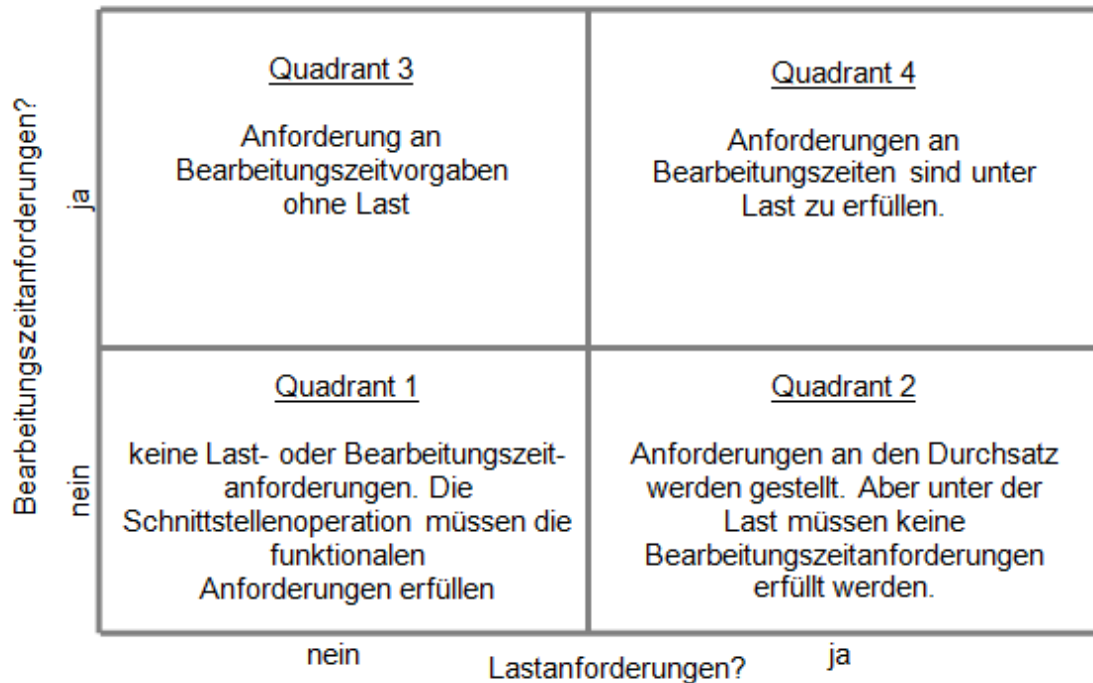 Bearbeitungszeitanforderungen?
ja
nein
Quadrant 3
Anforderung an
Bearbeitungszeitvorgaben
ohne Last
Quadrant 4
Anforderungen an
Bearbeitungszeiten sind unter
Last zu erfüllen.
Quadrant 1
keine Last- oder Bearbeitungszeit-
anforderungen. Die
Schnittstellenoperation müssen die
funktionalen
Anforderungen erfüllen
Quadrant 2
Anforderungen an den Durchsatz
werden gestellt. Aber unter der
Last müssen keine
Bearbeitungszeitanforderungen
erfüllt werden.
nein
Lastanforderungen?
ja